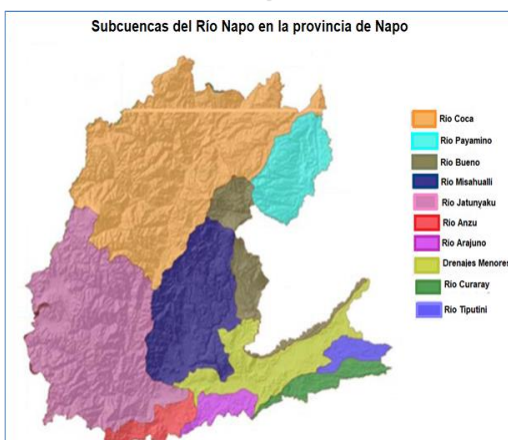 Subcuencas del Río Napo en la provincia de Napo
Rio Coca
Rio Payamino
Rio Bueno
Rio Misahualli
Rio Jatunyaku
Rio Anzu
Rio Arajuno
Drenajes Menores
Rio Curaray
Rio Tiputini